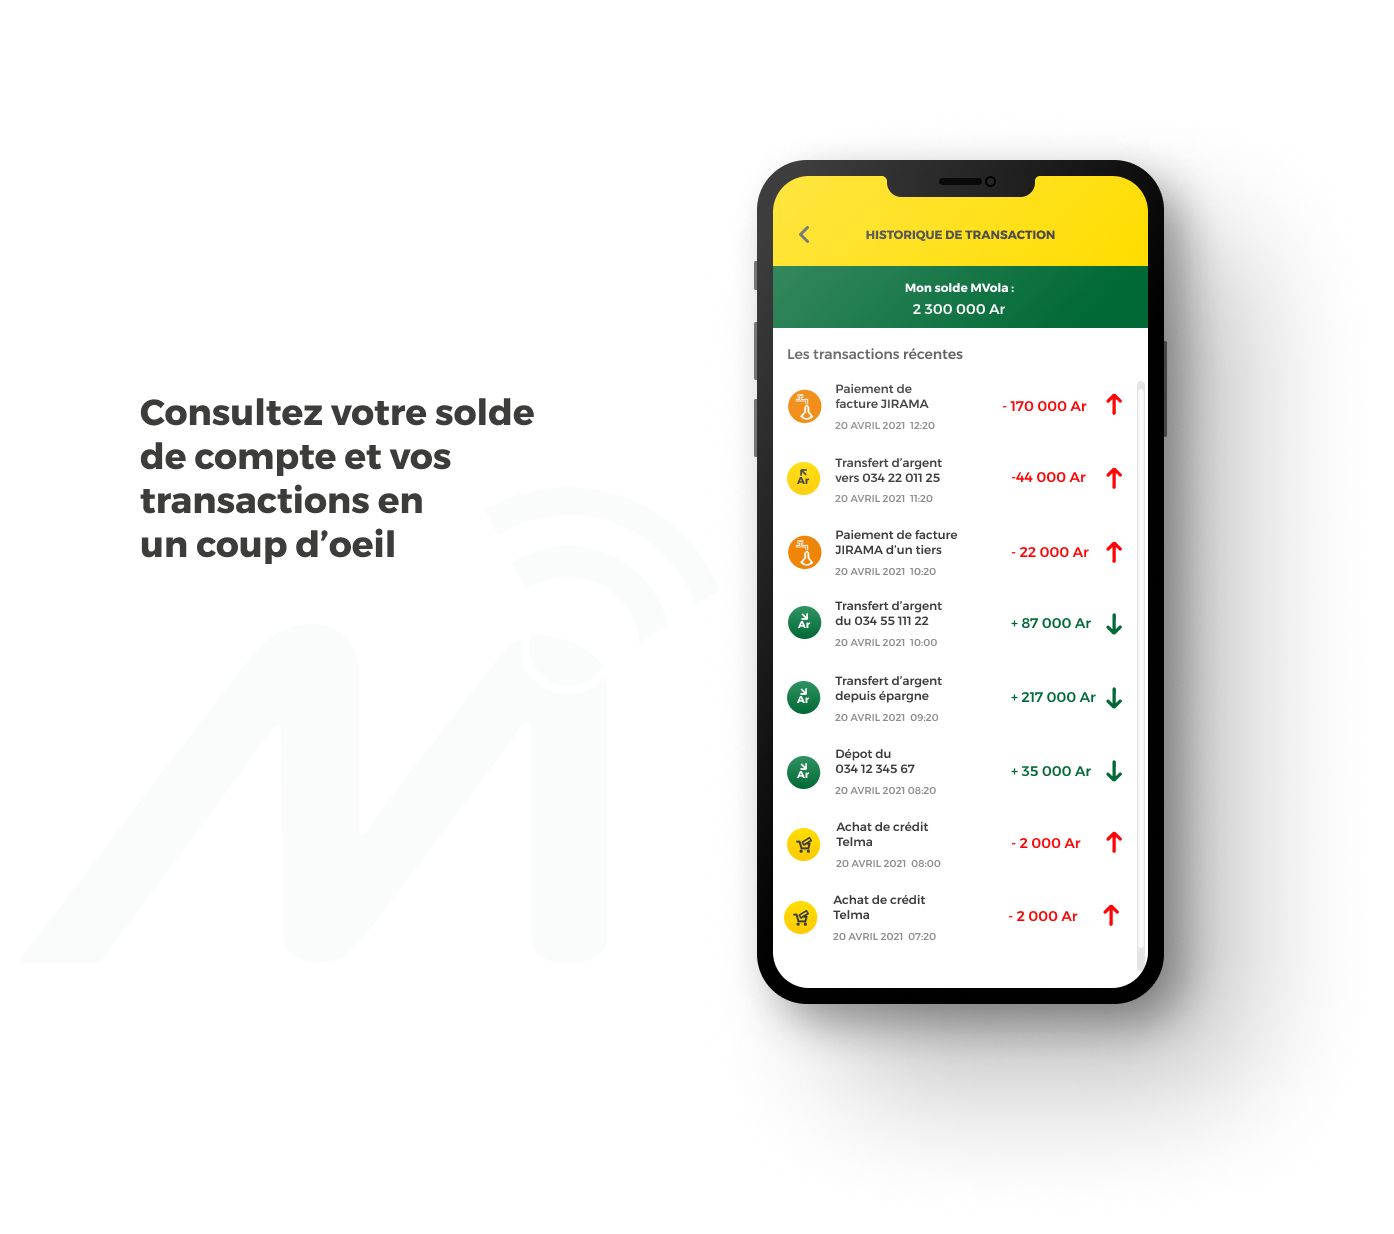 Consultez votre solde
de compte et vos
transactions en
un coup d’oeil
HISTORIQUE DE TRANSACTION
Mon solde MVola :
2 300 000 Ar
Les transactions récentes
Paiement de
facture JIRAMA
- 170 000 Ar
20 AVRIL 2021 12:20
Ar
Transfert d’argent
vers 034 22 011 25
-44 000 Ar
20 AVRIL 2021 11:20
Paiement de facture
JIRAMA d’un tiers
- 22 000 Ar
20 AVRIL 2021 10:20
Ar
Transfert d’argent
du 034 55 111 22
+ 87 000 Ar
20 AVRIL 2021 10:00
Ar
Transfert d’argent
depuis épargne
+ 217 000 Ar
20 AVRIL 2021 09:20
Ar
Dépot du
034 12 345 67
+ 35 000 Ar
20 AVRIL 2021 08:20
Achat de crédit
Telma
- 2 000 Ar
20 AVRIL 2021 08:00
Achat de crédit
Telma
- 2 000 Ar
20 AVRIL 2021 07:20